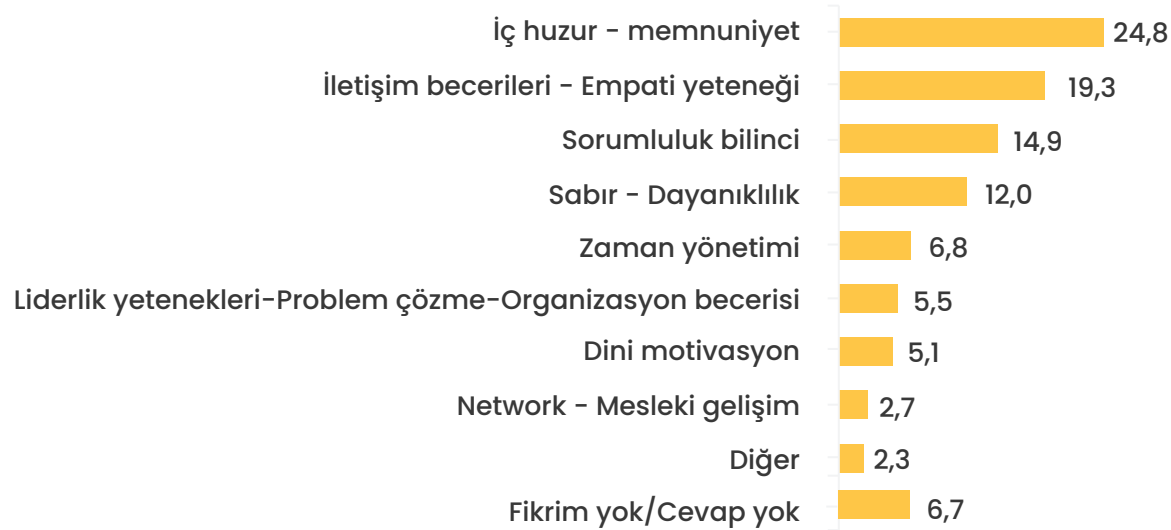 İç huzur - memnuniyet 24,8
İletişim becerileri - Empati yeteneği 19,3
Sorumluluk bilinci 14,9
Sabır - Dayanıklılık 12,0
Zaman yönetimi 6,8
Liderlik yetenekleri-Problem çözme-Organizasyon becerisi 5,5
Dini motivasyon 5,1
Network - Mesleki gelişim 2,7
Diğer 2,3
Fikrim yok/Cevap yok 6,7